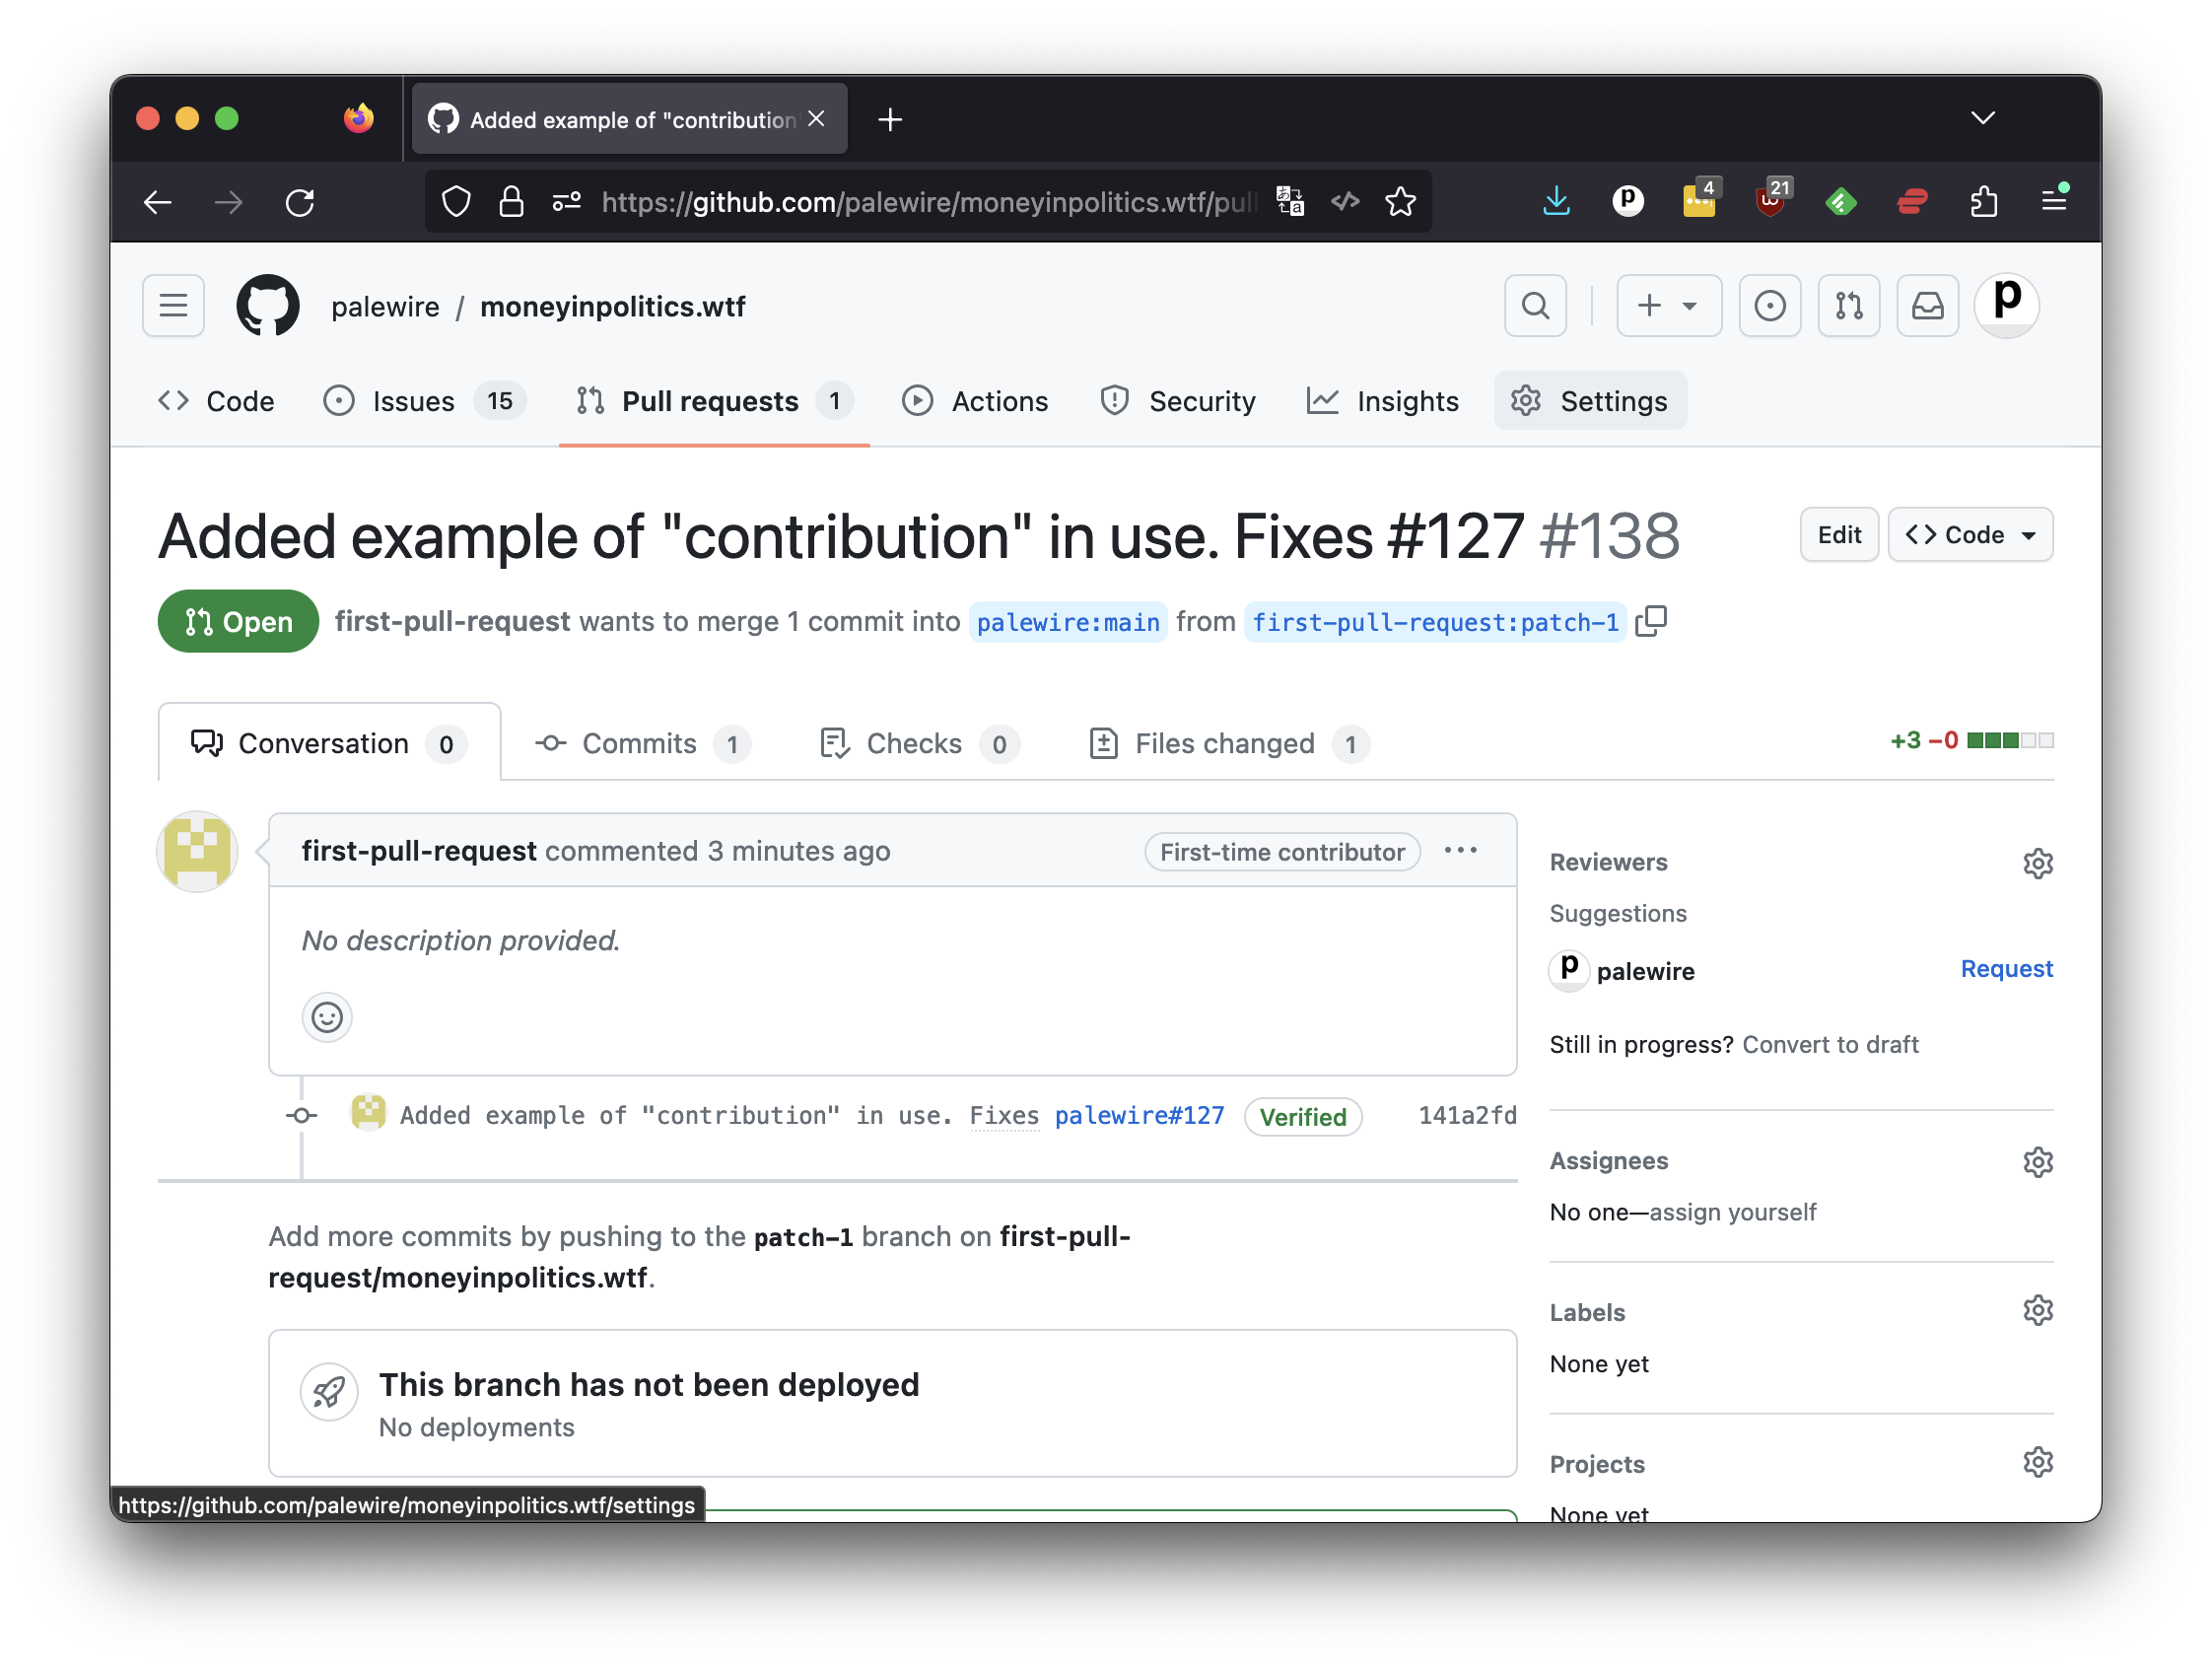 Added example of "contribution
https://github.com/palewire/moneyinpolitics.wtf/pull
4
21
palewire / moneyinpolitics.wtf
Code Issues 15 Pull requests 1 Actions Security Insights Settings
Added example of "contribution" in use. Fixes #127 #138
Edit Code
Open first-pull-request wants to merge 1 commit into palewire:main from first-pull-request:patch-1
Conversation 0 Commits 1 Checks 0 Files changed 1 +3 −0
first-pull-request commented 3 minutes ago First-time contributor
No description provided.
Added example of "contribution" in use. Fixes palewire#127 Verified 141a2fd
Add more commits by pushing to the patch-1 branch on first-pull-
request/moneyinpolitics.wtf.
This branch has not been deployed
No deployments
Reviewers
Suggestions
p palewire Request
Still in progress? Convert to draft
Assignees
No one—assign yourself
Labels
None yet
Projects
None yet
https://github.com/palewire/moneyinpolitics.wtf/settings